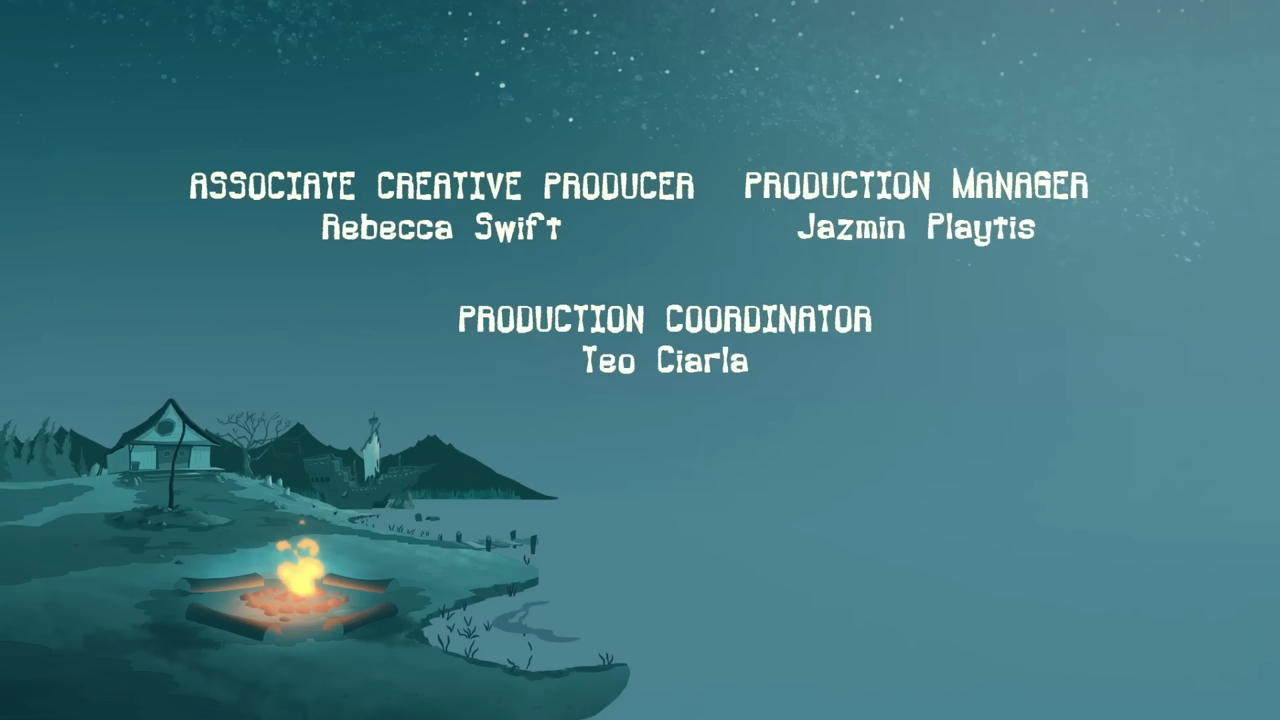 ASSOCIATE CREATIVE PRODUCER
Rebecca Swift
PRODUCTION MANAGER
Jazmin Playtis
PRODUCTION COORDINATOR
Teo Ciarla